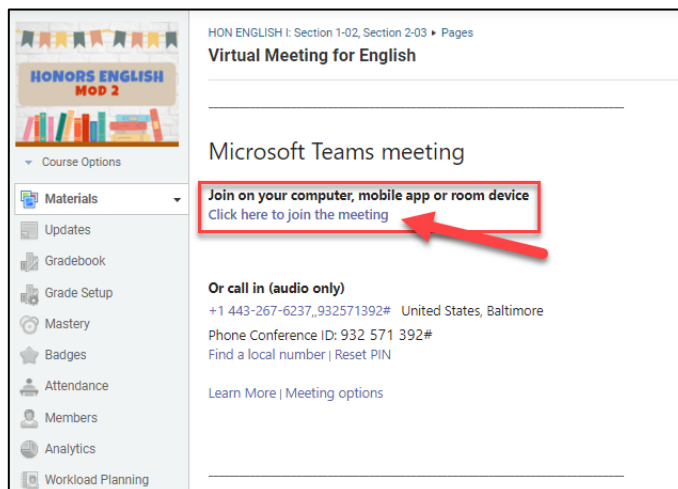 HONORS ENGLISH
MOD 2
Course Options
Materials
Updates
Gradebook
Grade Setup
Mastery
Badges
Attendance
Members
Analytics
Workload Planning
HON ENGLISH I: Section 1-02, Section 2-03 ▸ Pages
Virtual Meeting for English
Microsoft Teams meeting
Join on your computer, mobile app or room device
Click here to join the meeting
Or call in (audio only)
+1 443-267-6237,,932571392# United States, Baltimore
Phone Conference ID: 932 571 392#
Find a local number | Reset PIN
Learn More | Meeting options